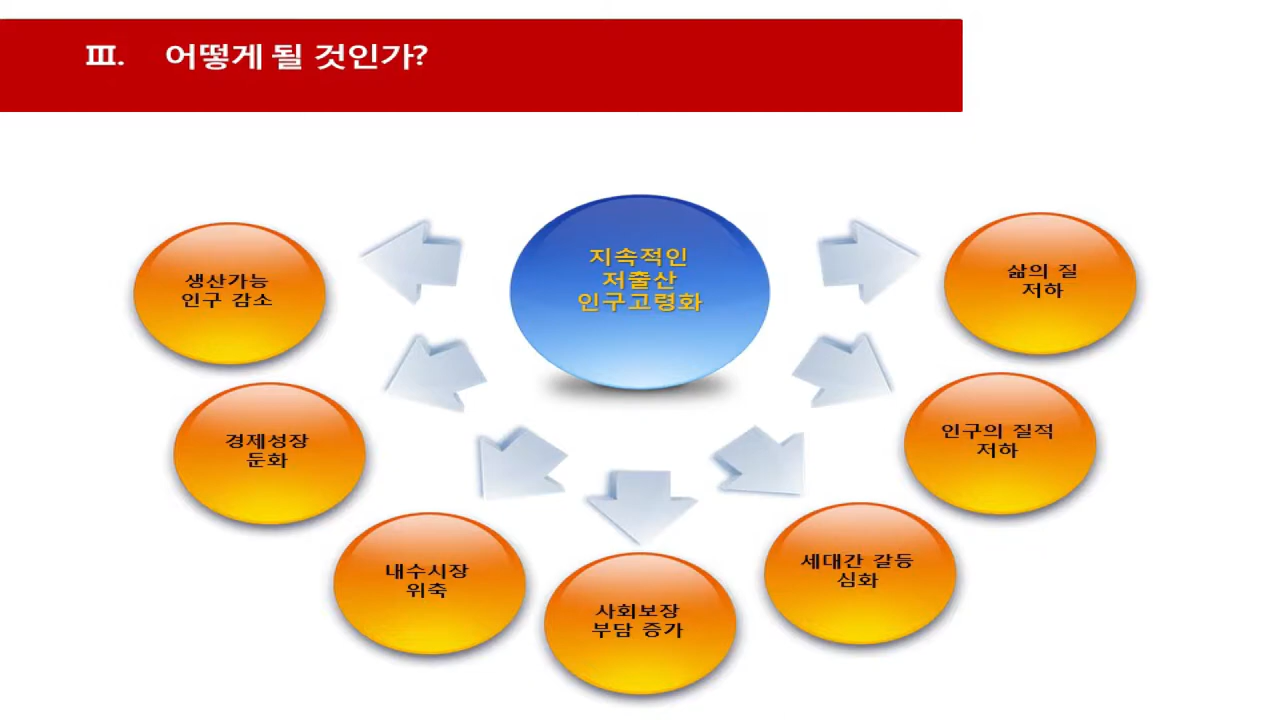 Ⅲ. 어떻게 될 것인가?
지속적인
저출산
인구고령화
생산가능
인구 감소
경제성장
둔화
내수시장
위축
사회보장
부담 증가
세대간 갈등
심화
인구의 질적
저하
삶의 질
저하